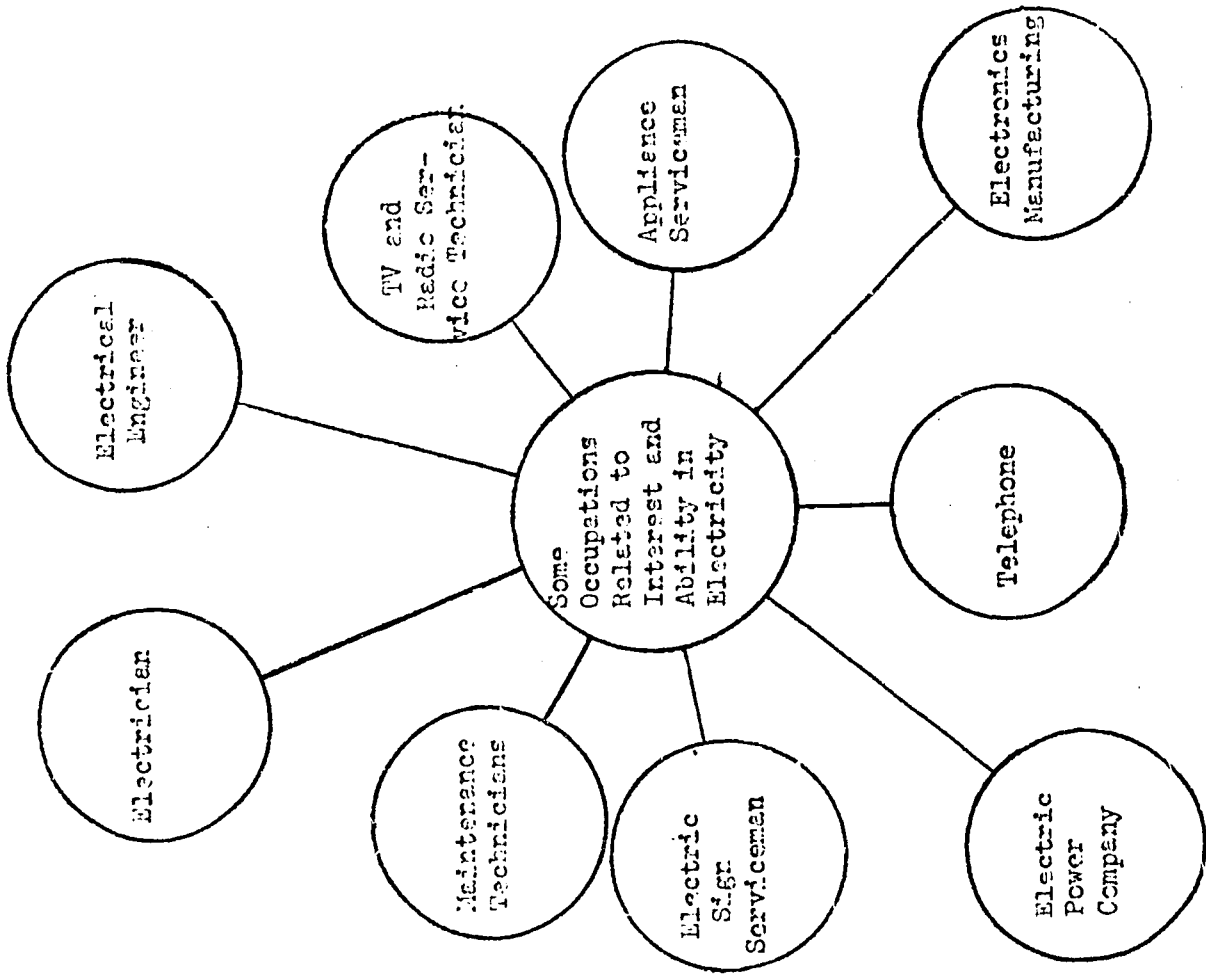 Electrician
Electrical
Engineer
TV and
Radio Ser-
vice Technician
Maintenance
Technicians
Some
Occupations
Related to
Interest and
Ability in
Electricity
Appliance
Serviceman
Electric
Sign
Serviceman
Electric
Power
Company
Telephone
Electronics
Manufacturing